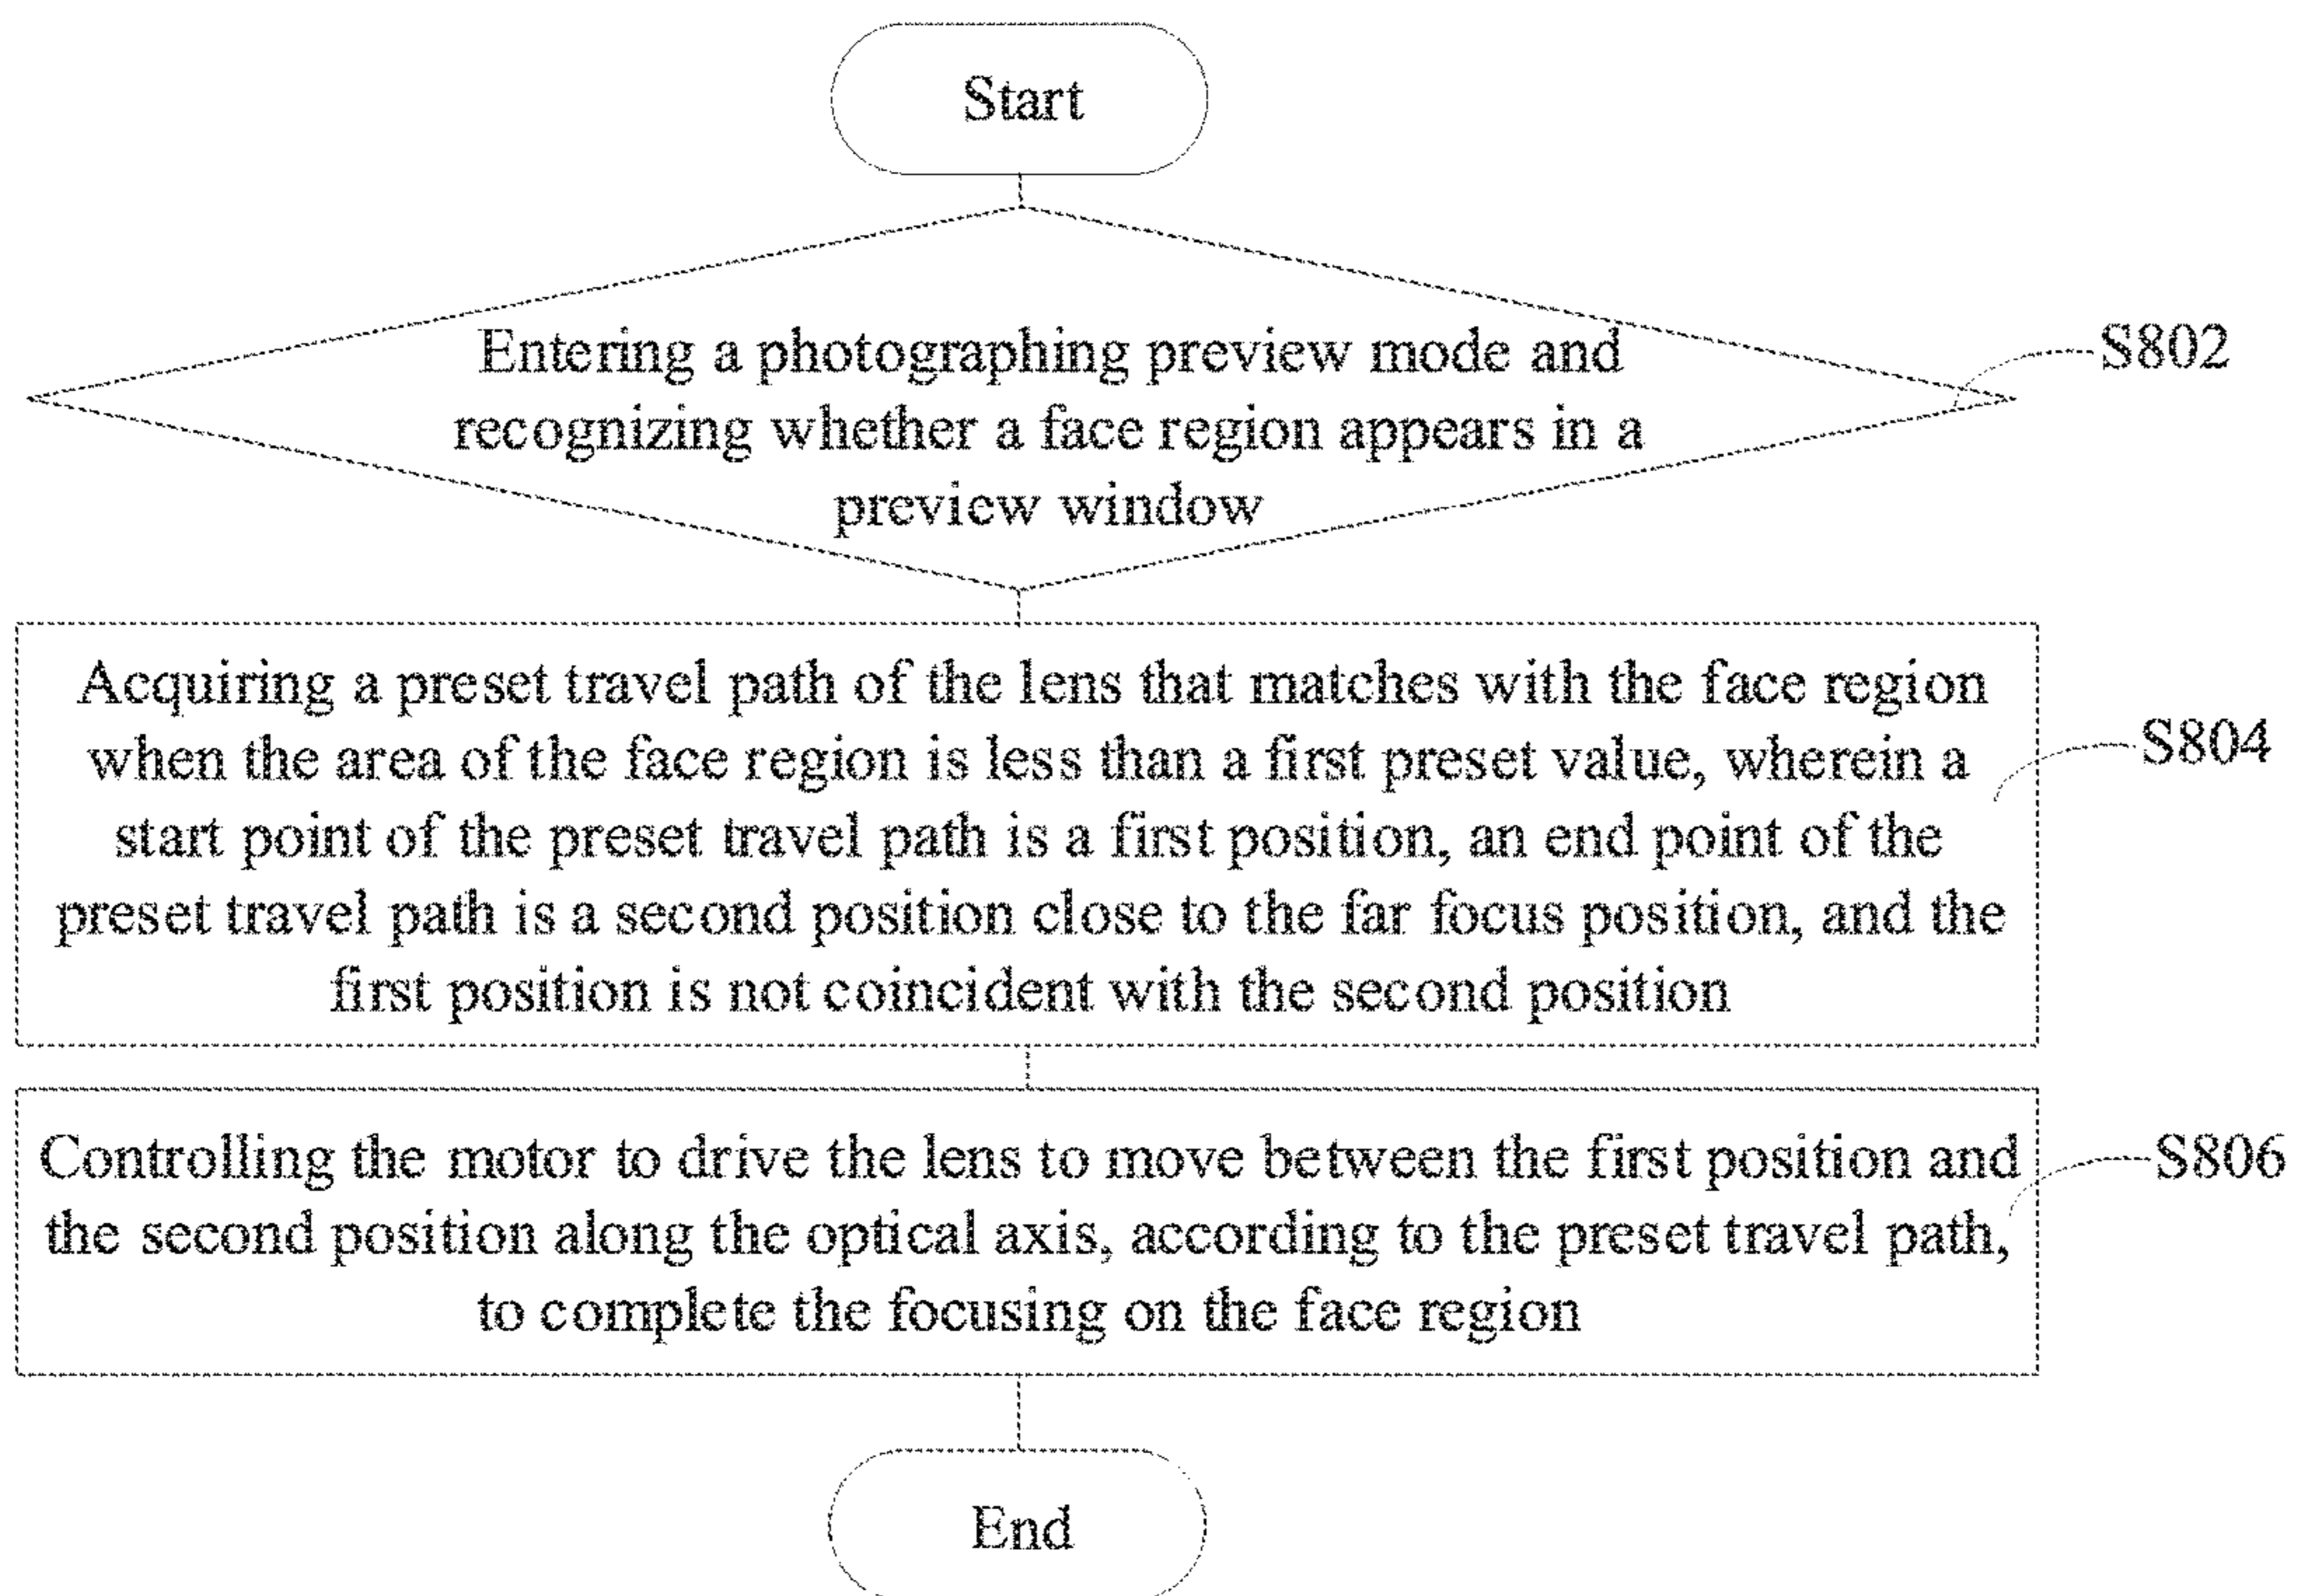 Start
Entering a photographing preview mode and
recognizing whether a face region appears in a
preview window
S802
Acquiring a preset travel path of the lens that matches with the face region
when the area of the face region is less than a first preset value, wherein a
start point of the preset travel path is a first position, an end point of the
preset travel path is a second position close to the far focus position, and the
first position is not coincident with the second position
S804
Controlling the motor to drive the lens to move between the first position and
the second position along the optical axis, according to the preset travel path,
to complete the focusing on the face region
S806
End